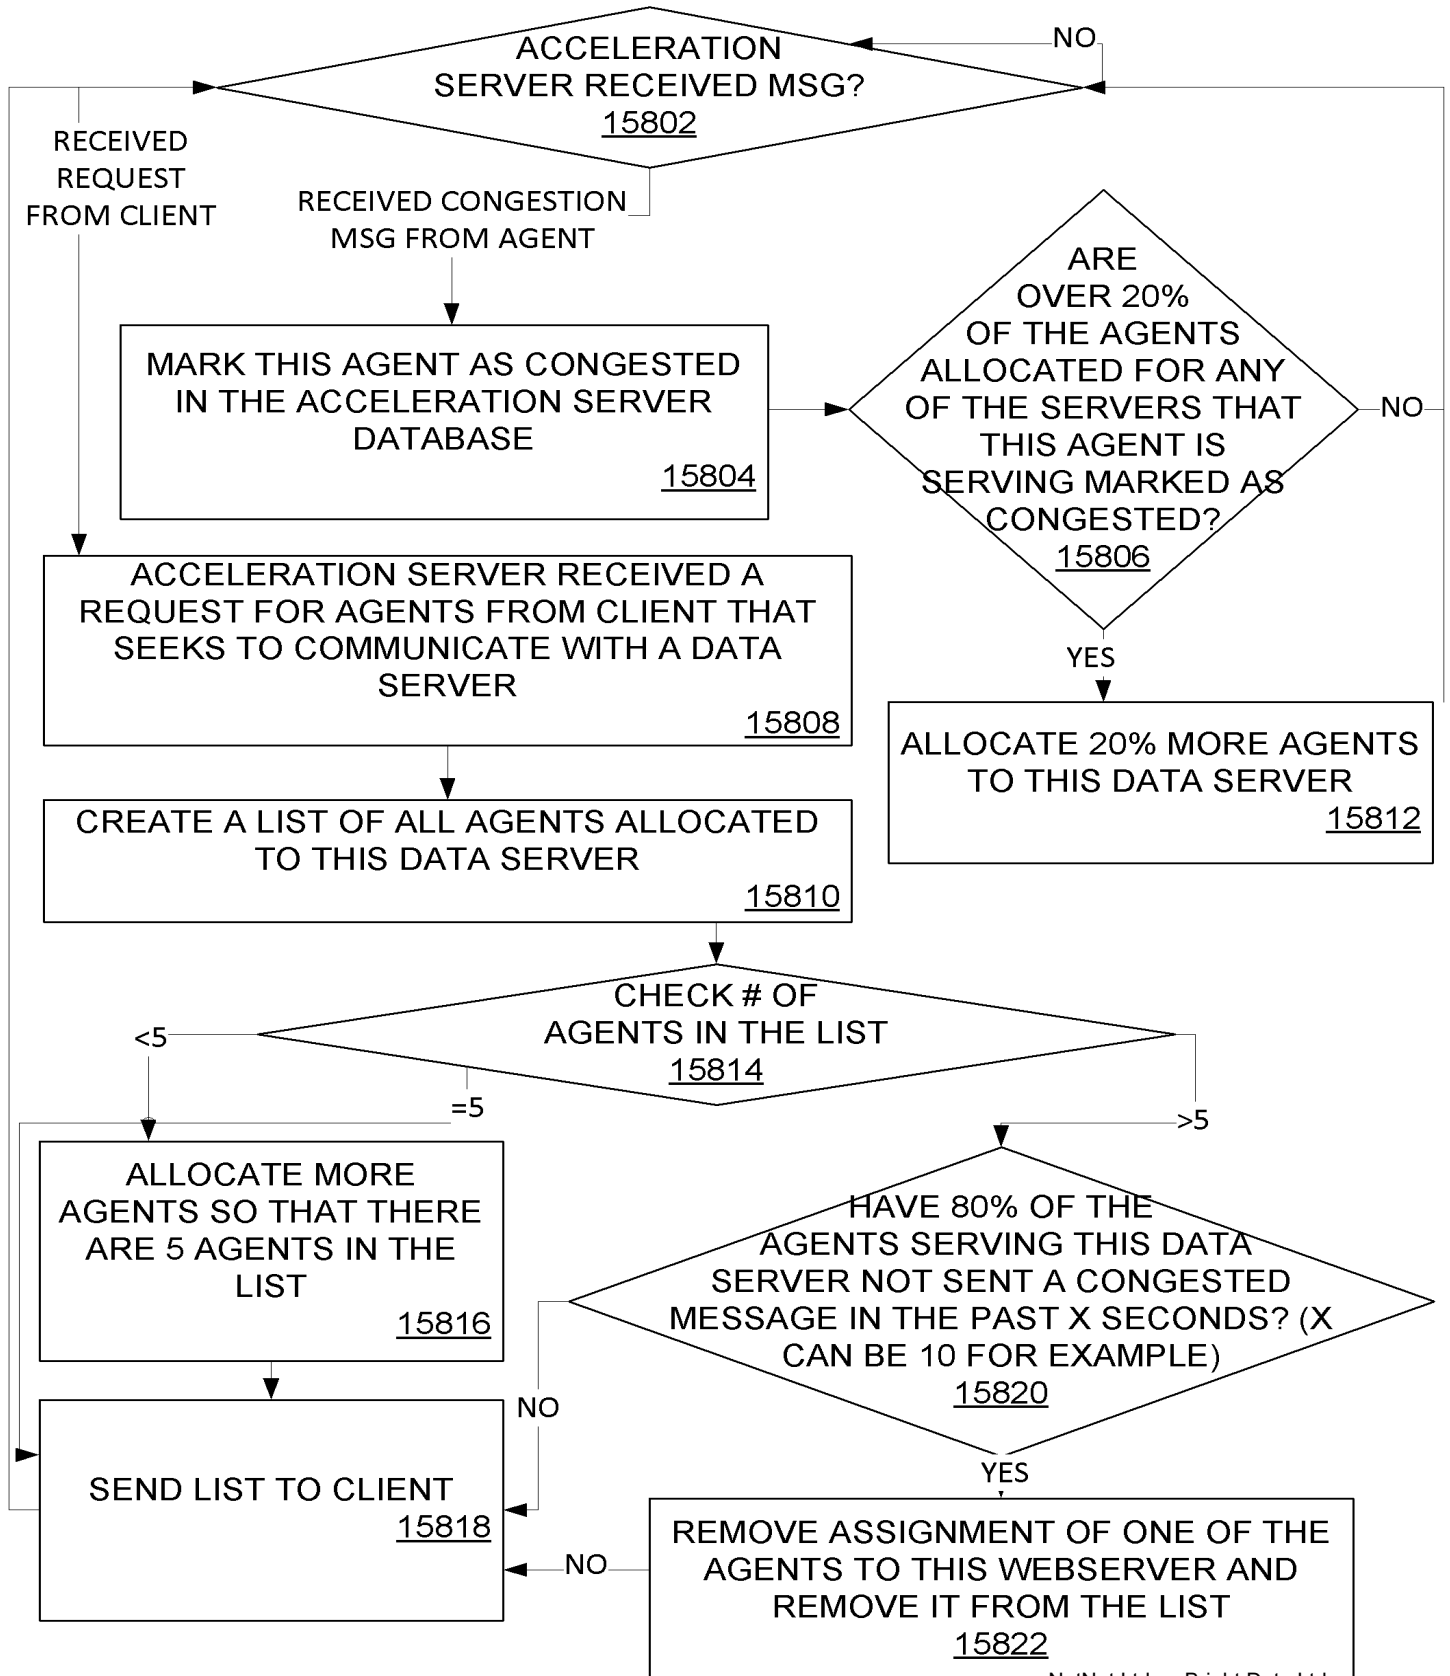 ACCELERATION
SERVER RECEIVED MSG?
15802
NO
RECEIVED
REQUEST
FROM CLIENT
RECEIVED CONGESTION
MSG FROM AGENT
MARK THIS AGENT AS CONGESTED
IN THE ACCELERATION SERVER
DATABASE
15804
ARE
OVER 20%
OF THE AGENTS
ALLOCATED FOR ANY
OF THE SERVERS THAT
THIS AGENT IS
SERVING MARKED AS
CONGESTED?
15806
NO
YES
ACCELERATION SERVER RECEIVED A
REQUEST FOR AGENTS FROM CLIENT THAT
SEEKS TO COMMUNICATE WITH A DATA
SERVER
15808
ALLOCATE 20% MORE AGENTS
TO THIS DATA SERVER
15812
CREATE A LIST OF ALL AGENTS ALLOCATED
TO THIS DATA SERVER
15810
CHECK # OF
AGENTS IN THE LIST
15814
<5
=5
>5
ALLOCATE MORE
AGENTS SO THAT THERE
ARE 5 AGENTS IN THE
LIST
15816
HAVE 80% OF THE
AGENTS SERVING THIS DATA
SERVER NOT SENT A CONGESTED
MESSAGE IN THE PAST X SECONDS? (X
CAN BE 10 FOR EXAMPLE)
15820
NO
YES
SEND LIST TO CLIENT
15818
NO
REMOVE ASSIGNMENT OF ONE OF THE
AGENTS TO THIS WEBSERVER AND
REMOVE IT FROM THE LIST
15822